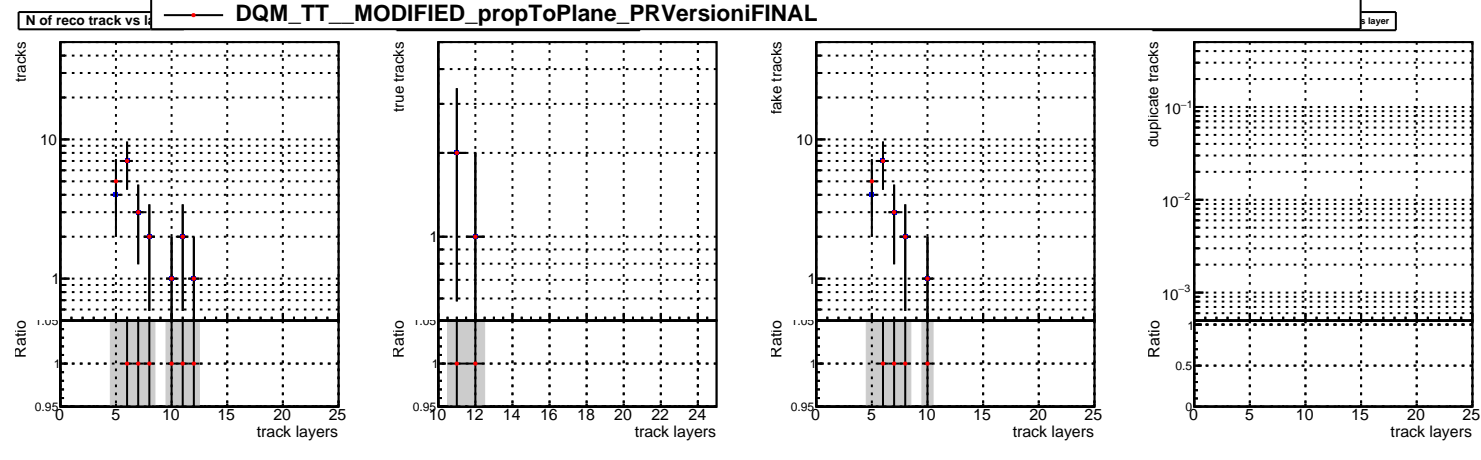 DQM_TT__MODIFIED_propToPlane_PRVersioniFINAL
N of reco track vs la
s layer
tracks
10
1
Ratio
1.05
1
0.95
0 5 10 15 20 25
track layers
true tracks
1
Ratio
1.05
1
0.95
10 12 14 16 18 20 22 24
track layers
fake tracks
10
1
Ratio
1.05
1
0.95
0 5 10 15 20 25
track layers
duplicate tracks
10−1
10−2
10−3
Ratio
1
0.5
0
0 5 10 15 20 25
track layers